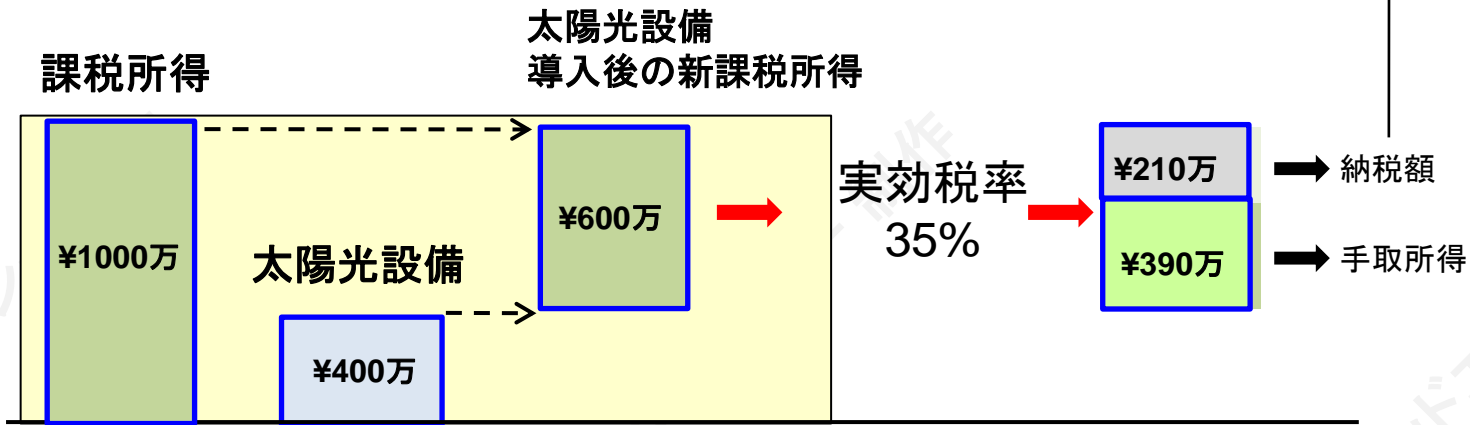 課税所得
太陽光設備
導入後の新課税所得
¥1000万
太陽光設備
¥400万
¥600万
実効税率
35%
¥210万
納税額
¥390万
手取所得
制作